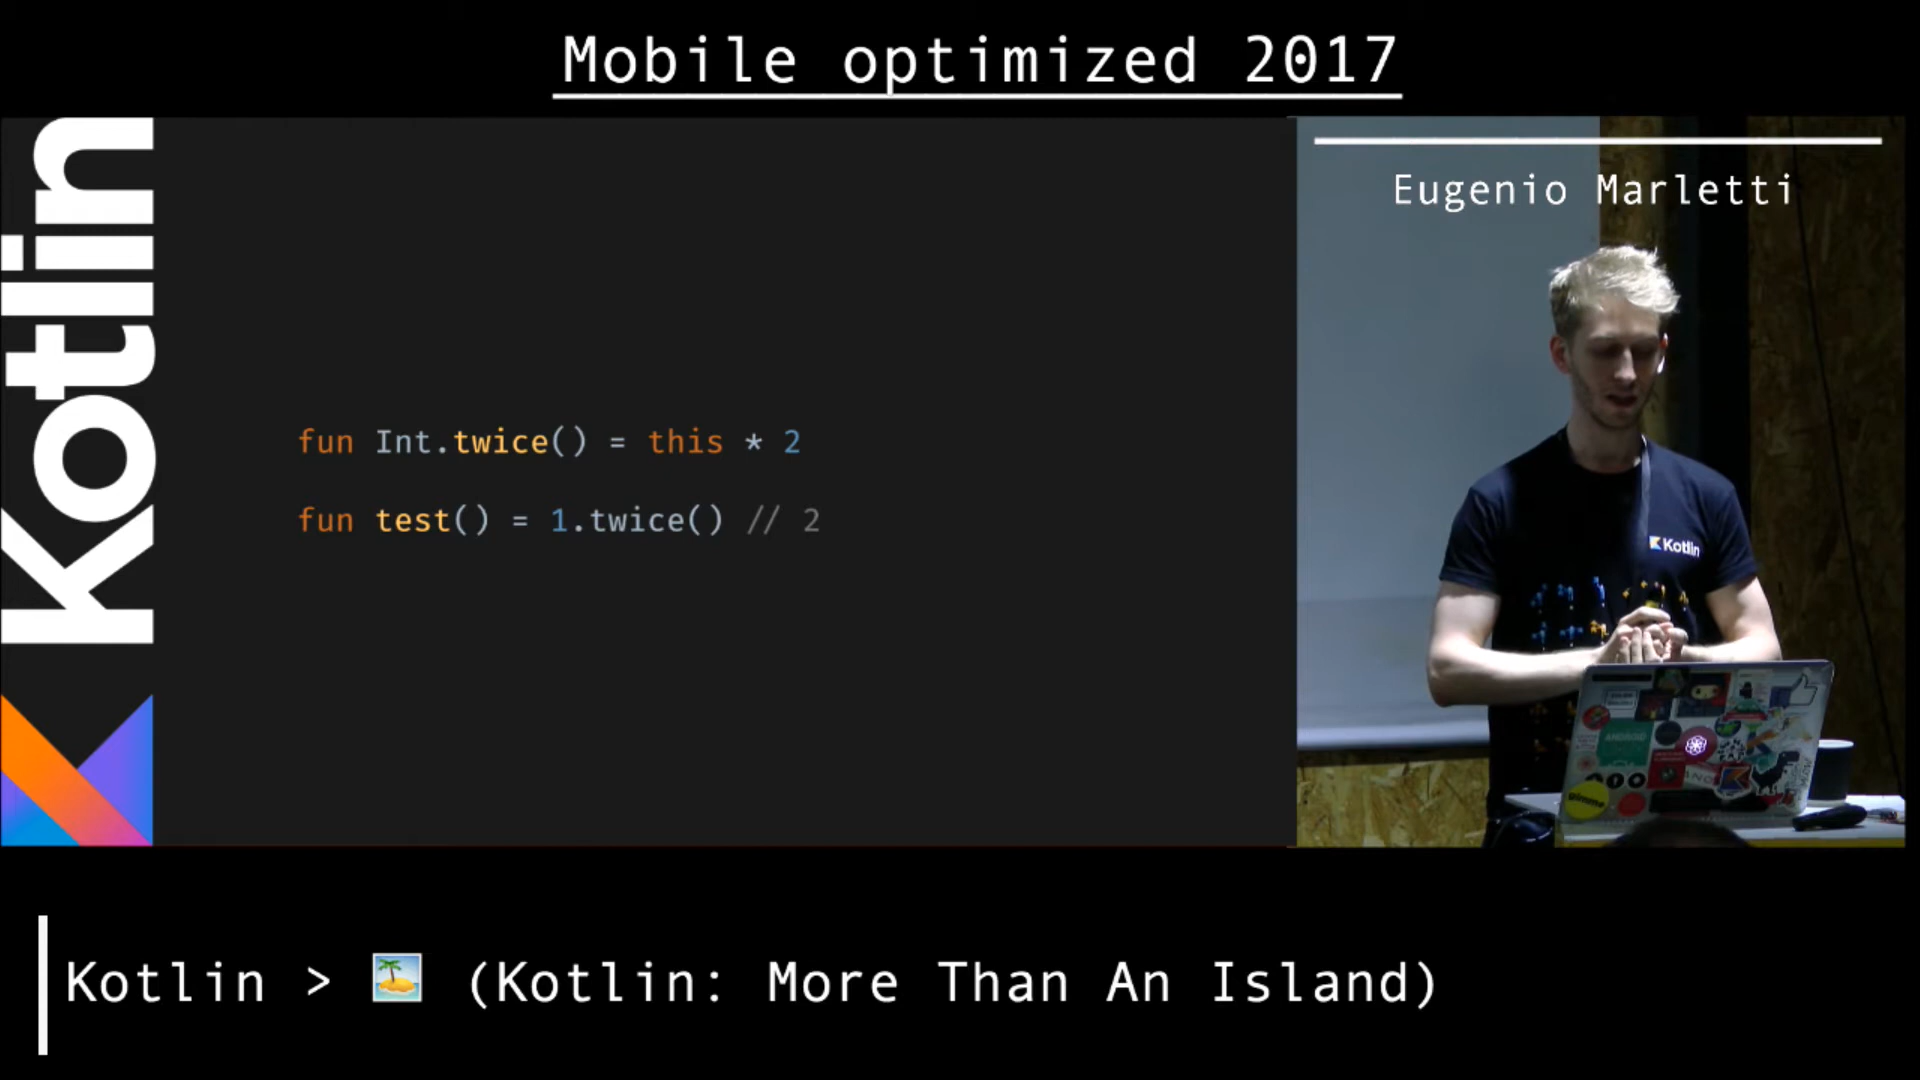 Mobile optimized 2017
Kotlin
fun Int.twice() = this * 2
fun test() = 1.twice() // 2
Eugenio Marletti
Kotlin
ANDROID
Kotlin > 🏝 (Kotlin: More Than An Island)